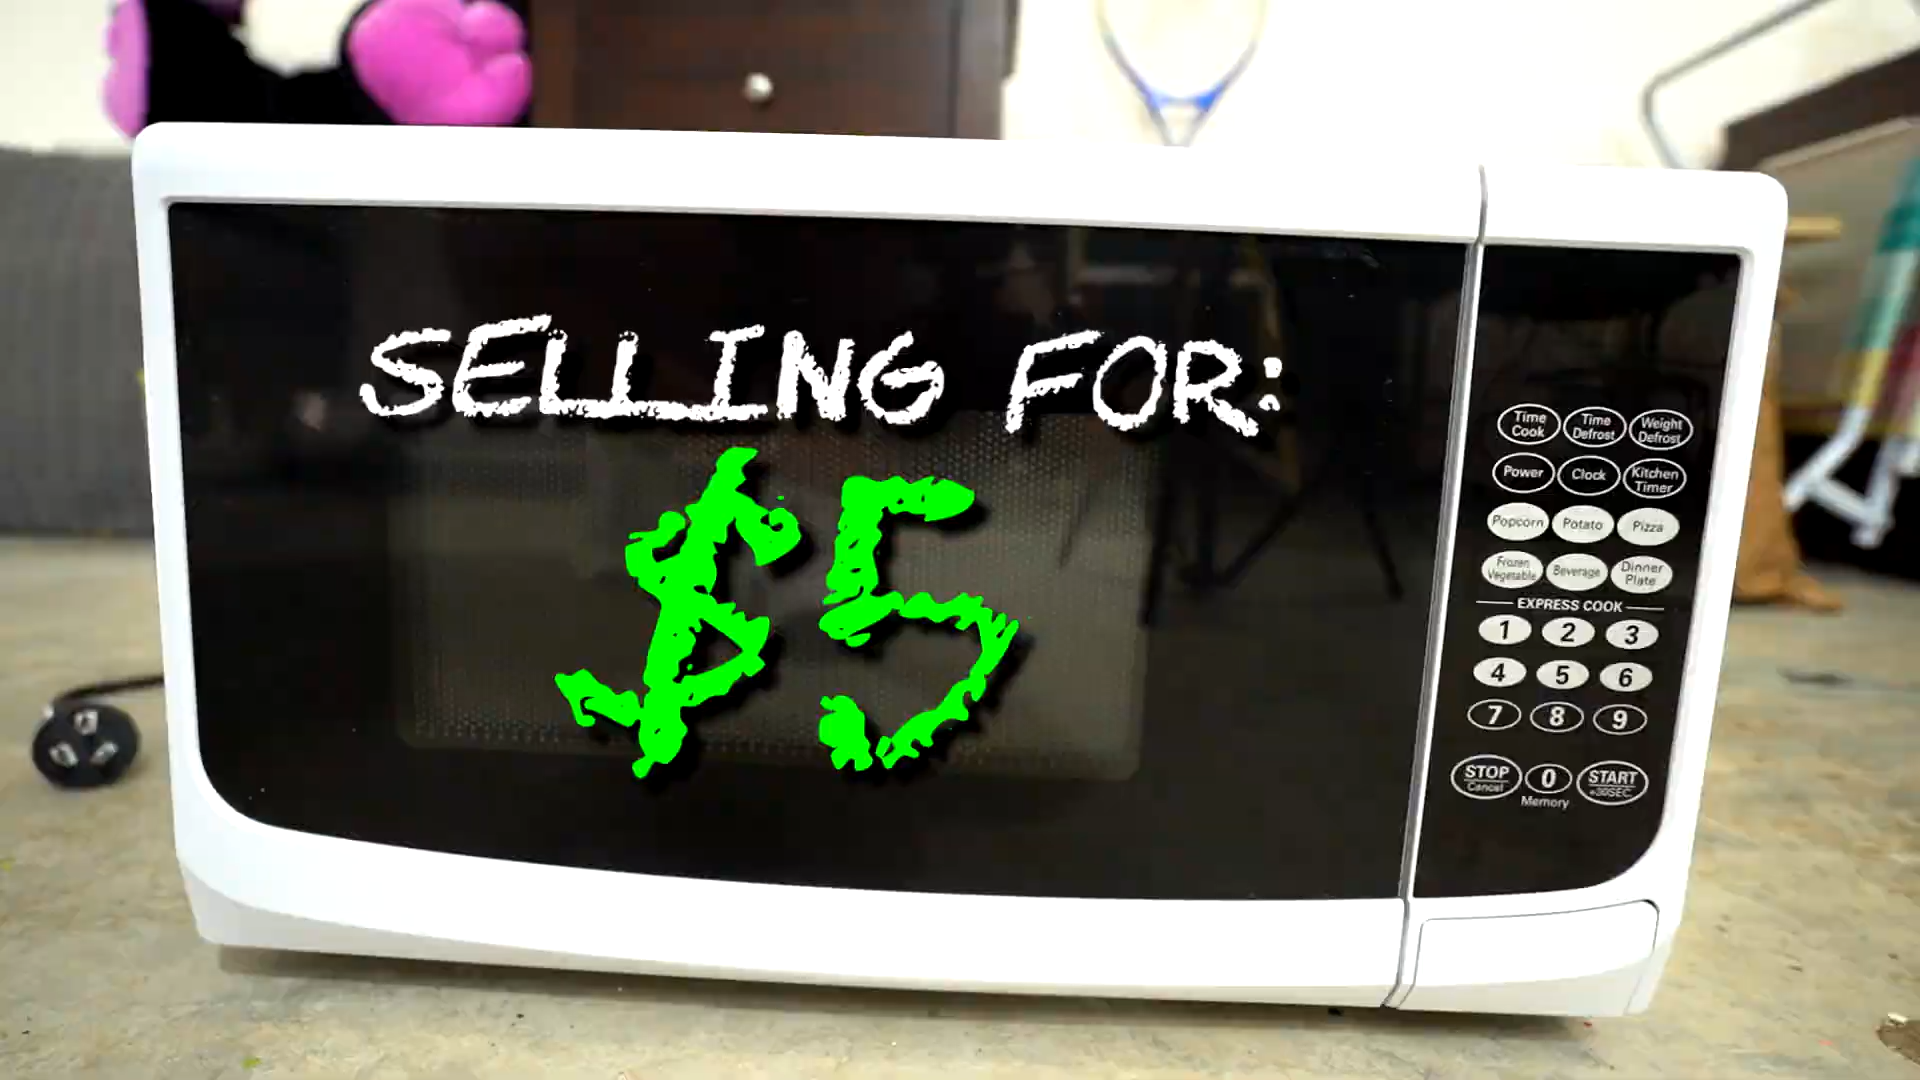 SELLING FOR:
$5
Time Cook
Time Defrost
Weight Defrost
Power
Clock
Kitchen Timer
Popcorn
Potato
Pizza
Frozen Vegetable
Beverage
Dinner Plate
EXPRESS COOK
1 2 3
4 5 6
7 8 9
STOP
Cancel
0
Memory
START
+30SEC.